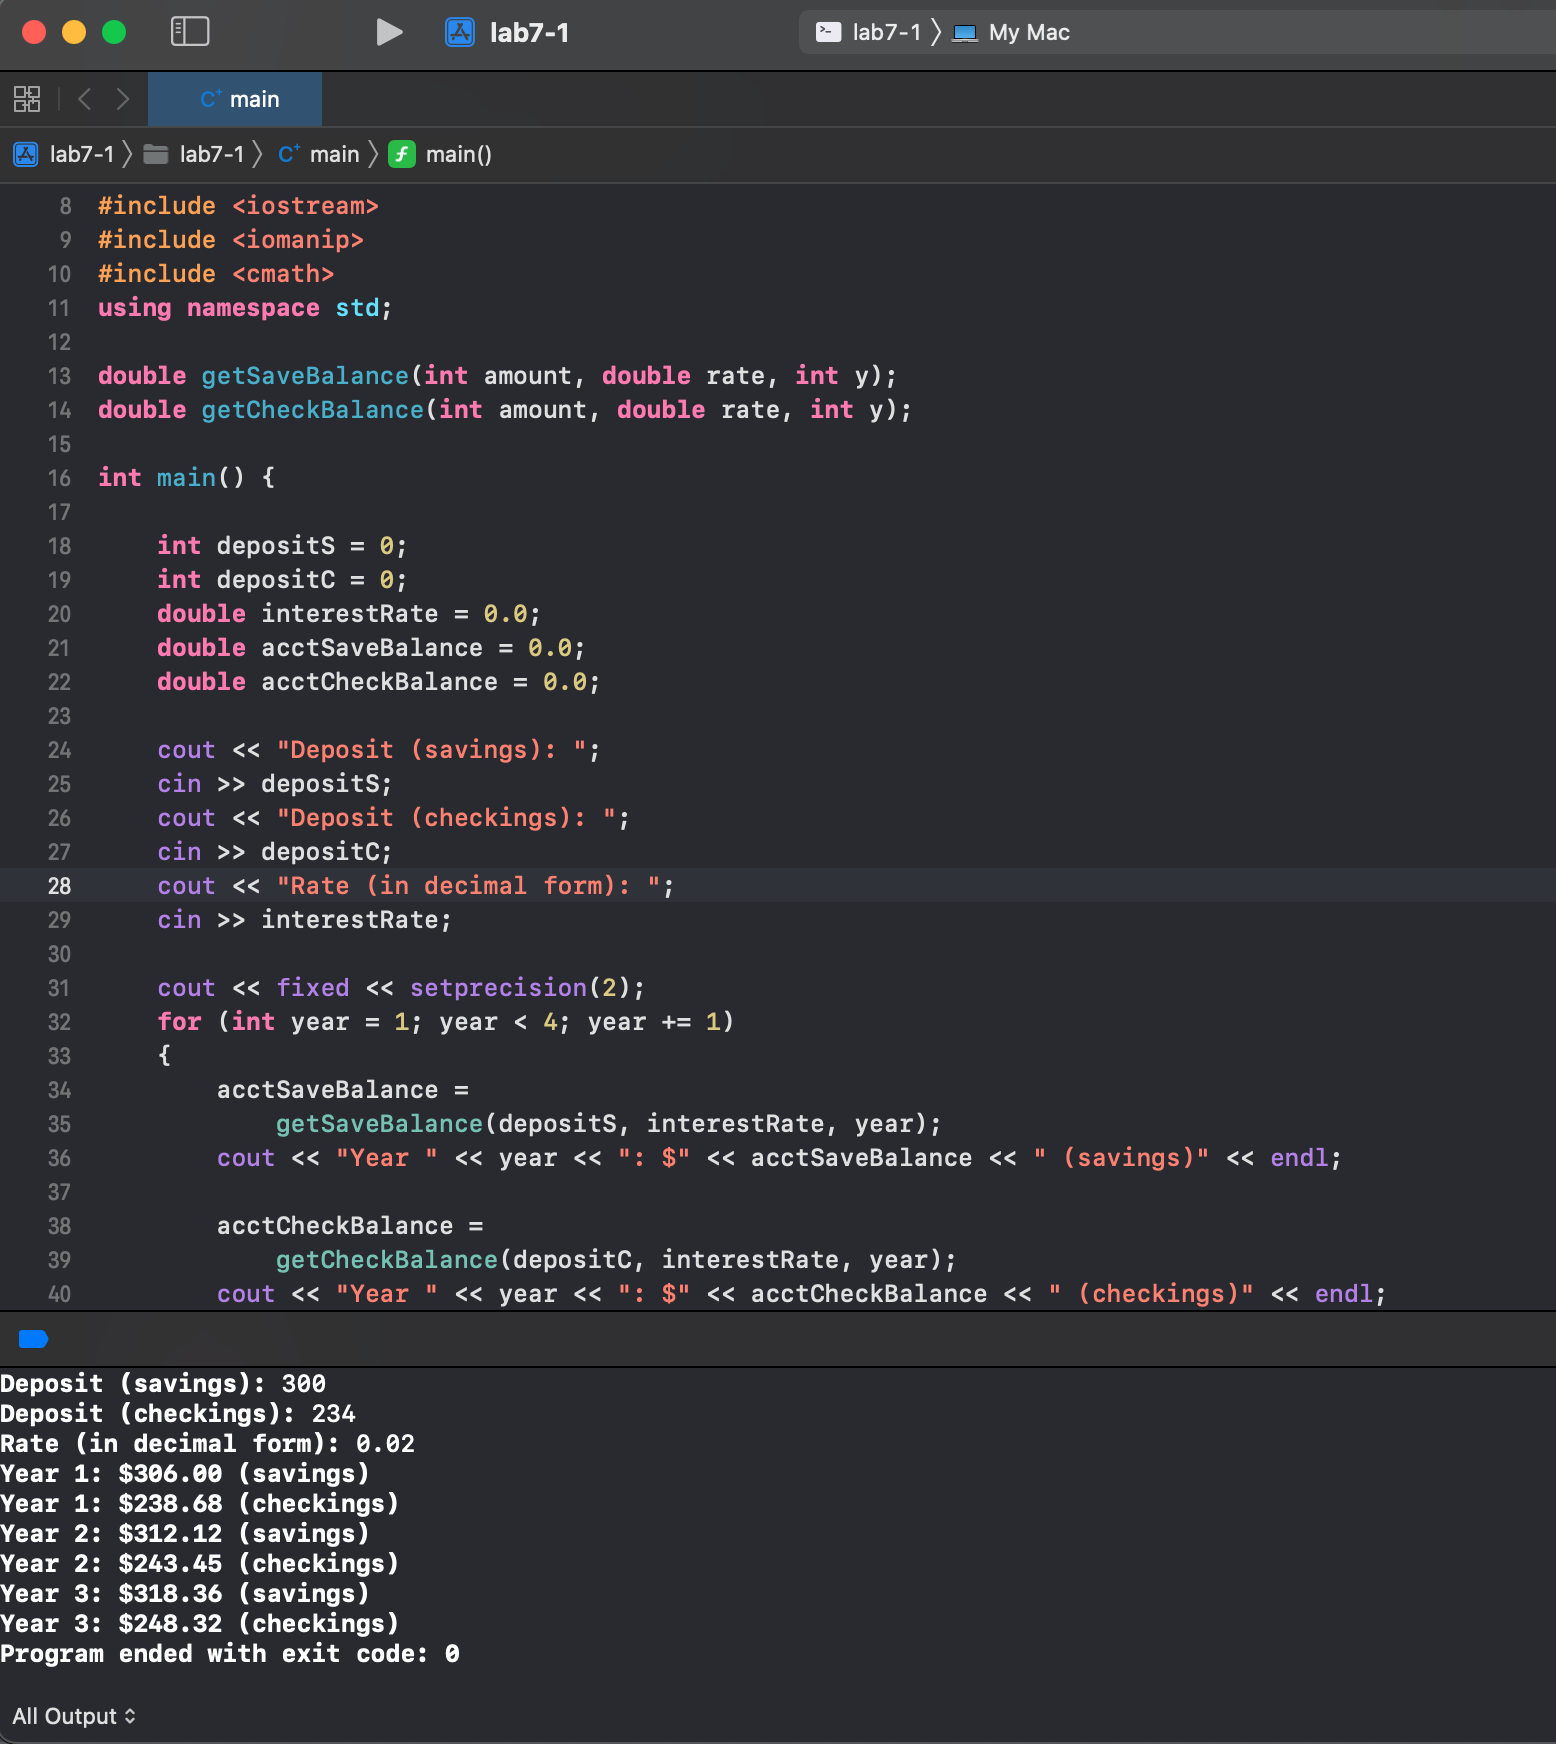 lab7-1
lab7-1 〉 My Mac
C+ main
lab7-1 〉 lab7-1 〉 C+ main 〉 f main()
8 #include <iostream>
9 #include <iomanip>
10 #include <cmath>
11 using namespace std;
12
13 double getSaveBalance(int amount, double rate, int y);
14 double getCheckBalance(int amount, double rate, int y);
15
16 int main() {
17
18     int depositS = 0;
19     int depositC = 0;
20     double interestRate = 0.0;
21     double acctSaveBalance = 0.0;
22     double acctCheckBalance = 0.0;
23
24     cout << "Deposit (savings): ";
25     cin >> depositS;
26     cout << "Deposit (checkings): ";
27     cin >> depositC;
28     cout << "Rate (in decimal form): ";
29     cin >> interestRate;
30
31     cout << fixed << setprecision(2);
32     for (int year = 1; year < 4; year += 1)
33     {
34         acctSaveBalance =
35             getSaveBalance(depositS, interestRate, year);
36         cout << "Year " << year << ": $" << acctSaveBalance << " (savings)" << endl;
37
38         acctCheckBalance =
39             getCheckBalance(depositC, interestRate, year);
40         cout << "Year " << year << ": $" << acctCheckBalance << " (checkings)" << endl;
Deposit (savings): 300
Deposit (checkings): 234
Rate (in decimal form): 0.02
Year 1: $306.00 (savings)
Year 1: $238.68 (checkings)
Year 2: $312.12 (savings)
Year 2: $243.45 (checkings)
Year 3: $318.36 (savings)
Year 3: $248.32 (checkings)
Program ended with exit code: 0
All Output